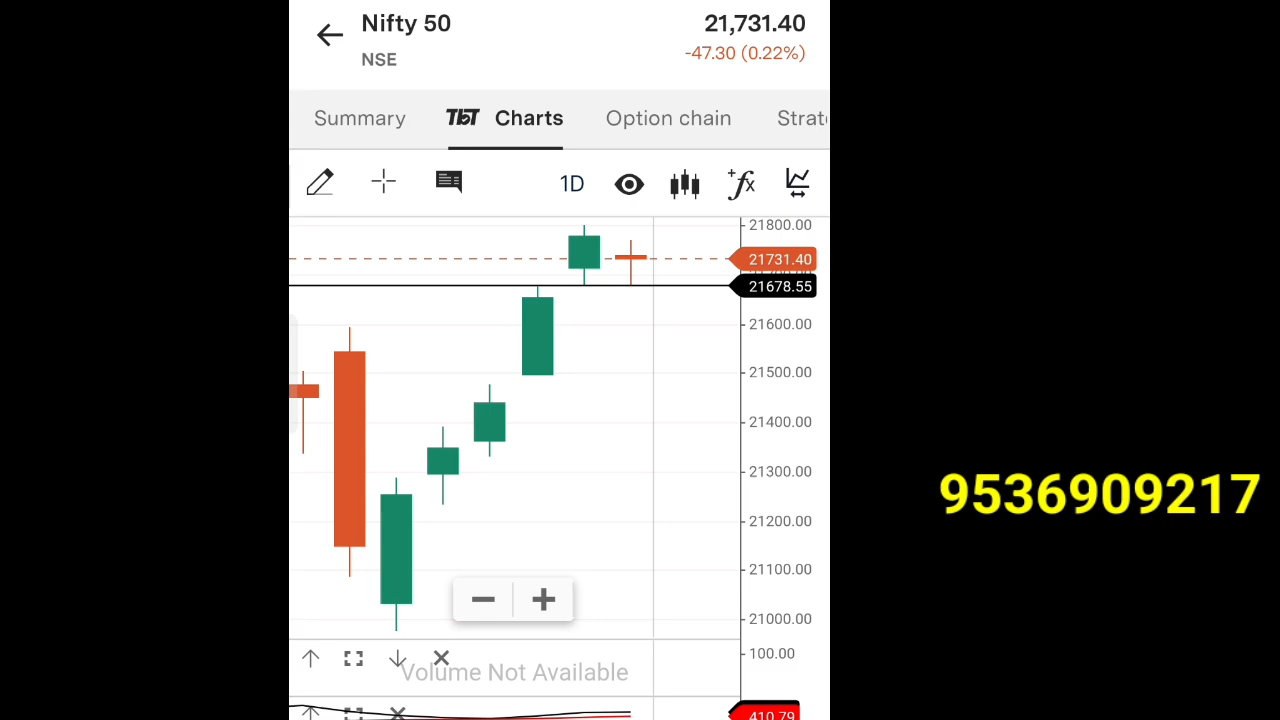 Nifty 50
21,731.40
NSE
-47.30 (0.22%)
Summary
TbT Charts
Option chain
Strat
1D
fx
21800.00
21731.40
21678.55
21600.00
21500.00
21400.00
21300.00
21200.00
21100.00
21000.00
100.00
Volume Not Available
410.79
9536909217